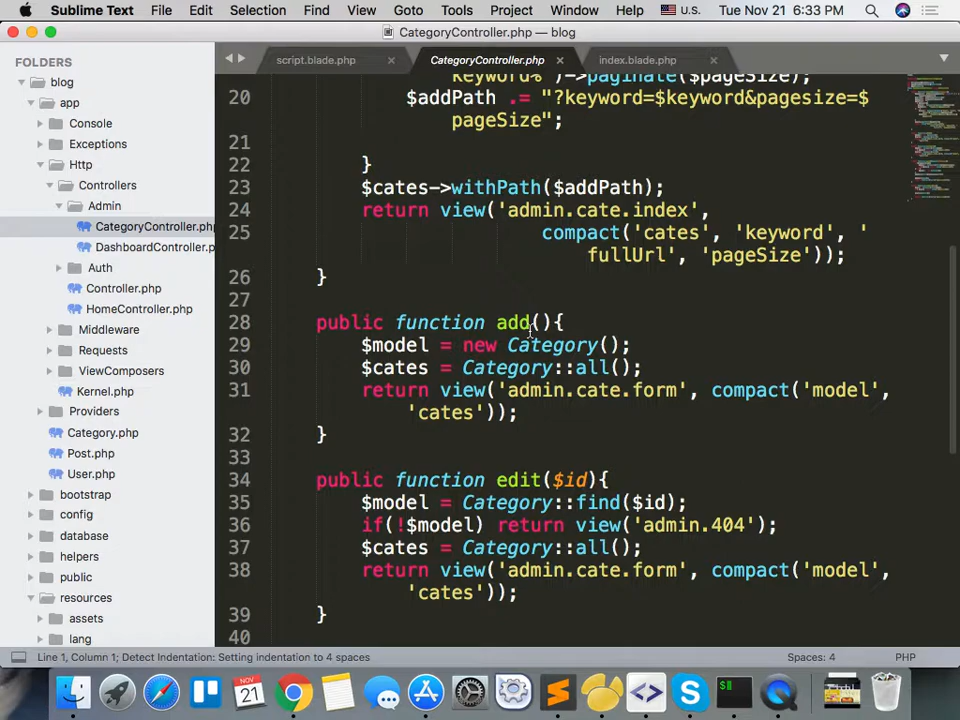 Sublime Text File Edit Selection Find View Goto Tools Project Window Help U.S. Tue Nov 21 6:33 PM
CategoryController.php — blog
FOLDERS
blog
app
Console
Exceptions
Http
Controllers
Admin
CategoryController.php
DashboardController.p
Auth
Controller.php
HomeController.php
Middleware
Requests
ViewComposers
Kernel.php
Providers
Category.php
Post.php
User.php
bootstrap
config
database
helpers
public
resources
assets
lang
script.blade.php CategoryController.php index.blade.php
keyword%")->paginate($pageSize);
20 $addPath .= "?keyword=$keyword&pagesize=$
pageSize";
21
22 }
23 $cates->withPath($addPath);
24 return view('admin.cate.index',
25 compact('cates', 'keyword', '
fullUrl', 'pageSize'));
26 }
27
28 public function add(){
29 $model = new Category();
30 $cates = Category::all();
31 return view('admin.cate.form', compact('model',
'cates'));
32 }
33
34 public function edit($id){
35 $model = Category::find($id);
36 if(!$model) return view('admin.404');
37 $cates = Category::all();
38 return view('admin.cate.form', compact('model',
'cates'));
39 }
40
Line 1, Column 1; Detect Indentation: Setting indentation to 4 spaces Spaces: 4 PHP
NOV
21